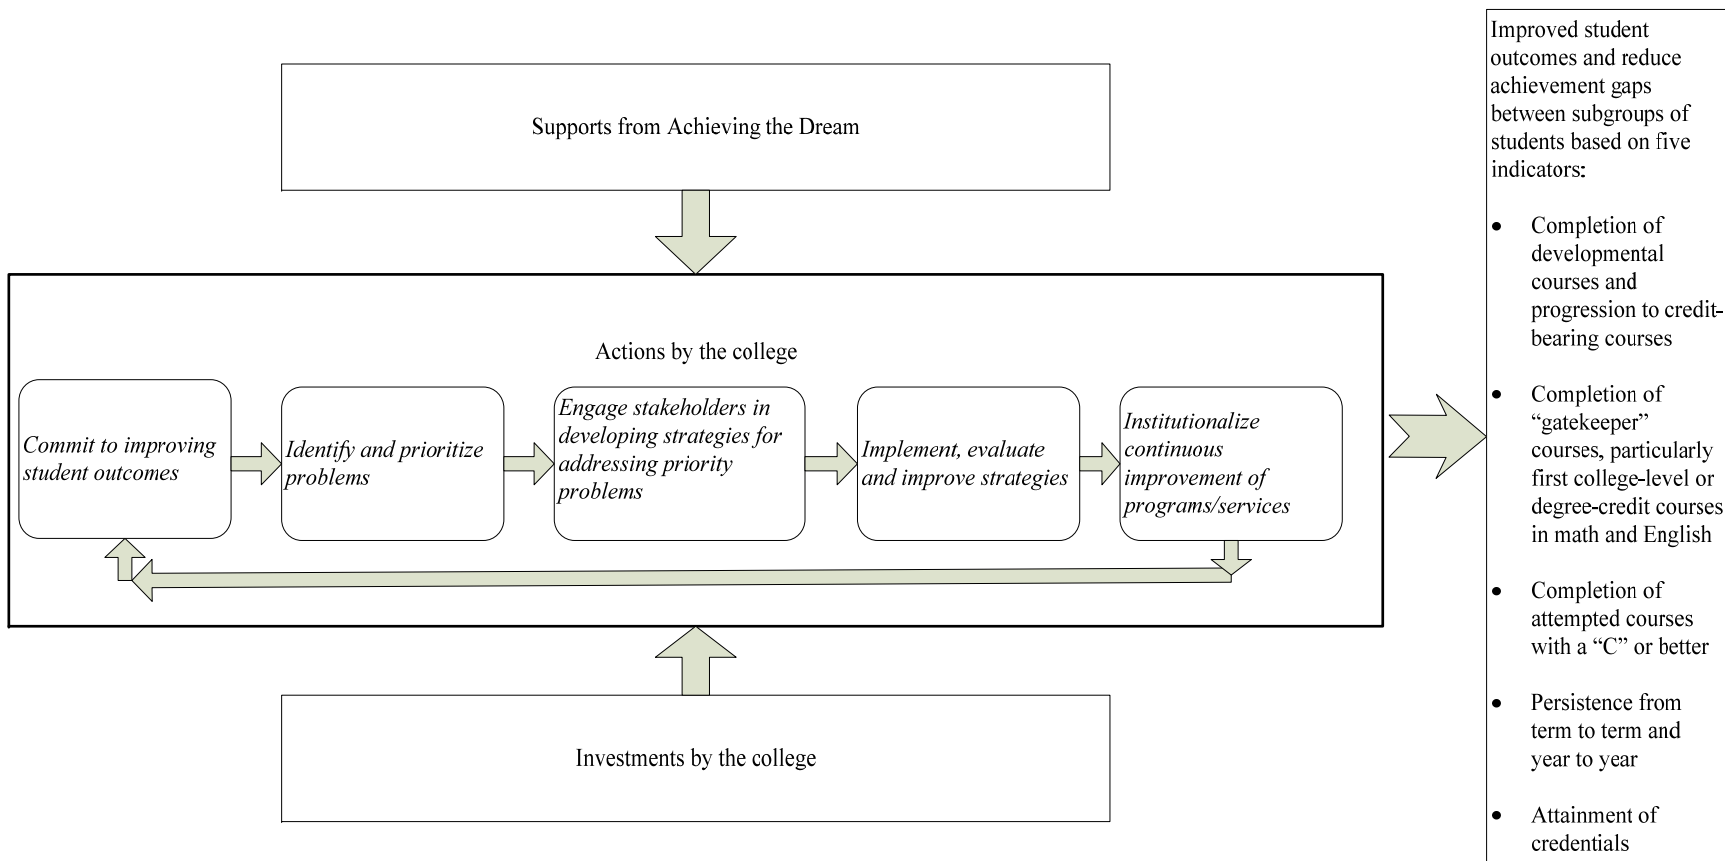 Supports from Achieving the Dream
Actions by the college
Commit to improving
student outcomes
Identify and prioritize
problems
Engage stakeholders in
developing strategies for
addressing priority
problems
Implement, evaluate
and improve strategies
Institutionalize
continuous
improvement of
programs/services
Investments by the college
Improved student
outcomes and reduce
achievement gaps
between subgroups of
students based on five
indicators:
• Completion of
developmental
courses and
progression to credit-
bearing courses
• Completion of
“gatekeeper”
courses, particularly
first college-level or
degree-credit courses
in math and English
• Completion of
attempted courses
with a “C” or better
• Persistence from
term to term and
year to year
• Attainment of
credentials